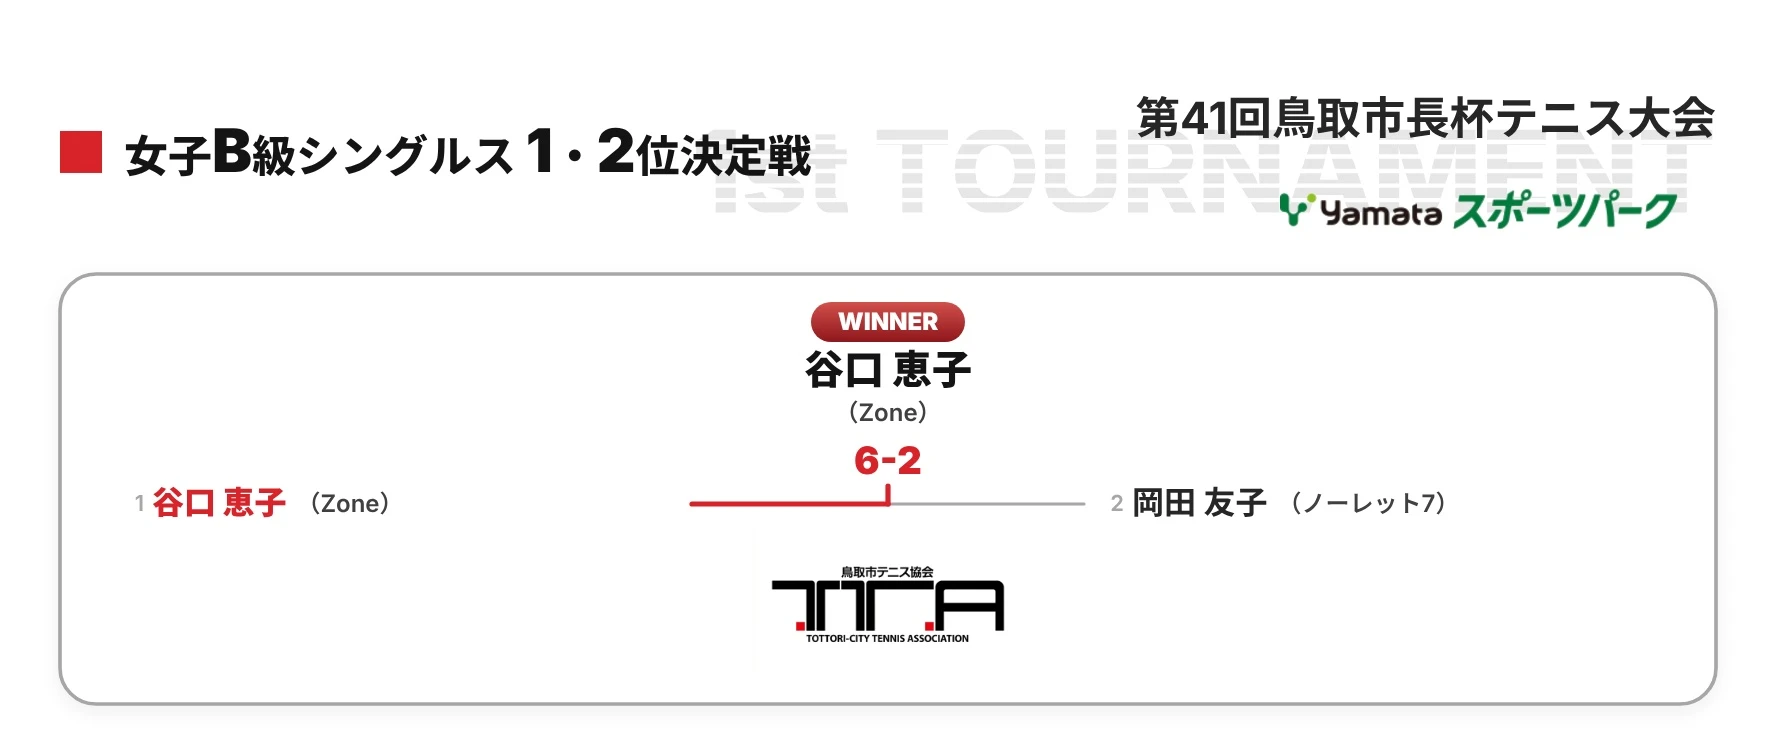 第41回鳥取市長杯テニス大会
女子B級シングルス 1・2位決定戦
1st TOURNAMENT
Yamata スポーツパーク
WINNER
谷口 恵子
（Zone）
6-2
1 谷口 恵子 （Zone）
2 岡田 友子 （ノーレット7）
鳥取市テニス協会
TTA
TOTTORI-CITY TENNIS ASSOCIATION